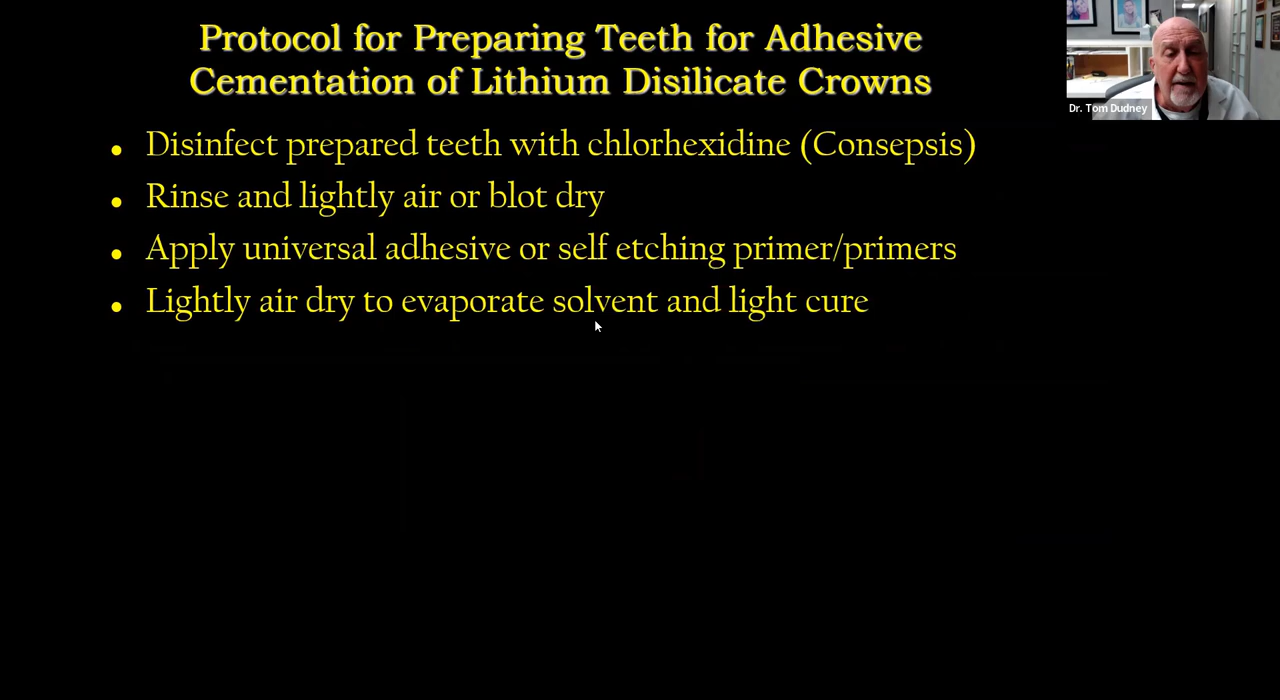 Protocol for Preparing Teeth for Adhesive
Cementation of Lithium Disilicate Crowns
• Disinfect prepared teeth with chlorhexidine (Consepsis)
• Rinse and lightly air or blot dry
• Apply universal adhesive or self etching primer/primers
• Lightly air dry to evaporate solvent and light cure
Dr. Tom Dudney